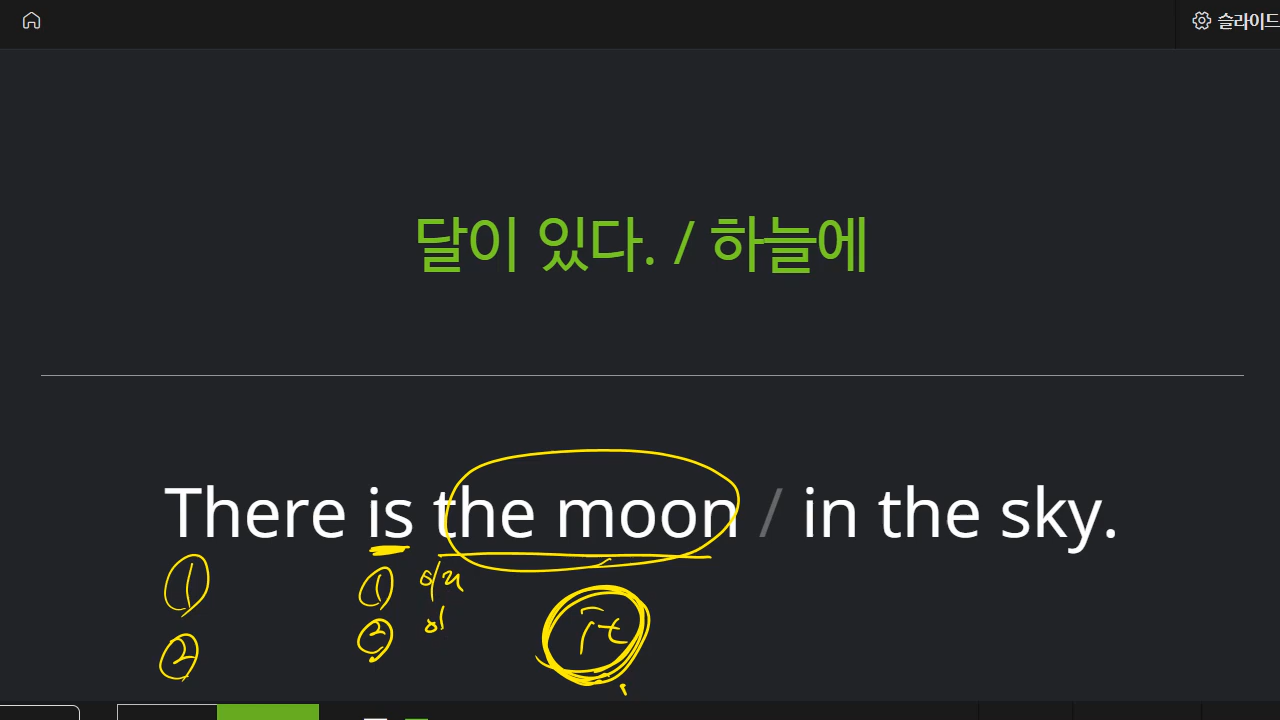 슬라이드
달이 있다. / 하늘에
There is the moon / in the sky.
① ①
② ②
it